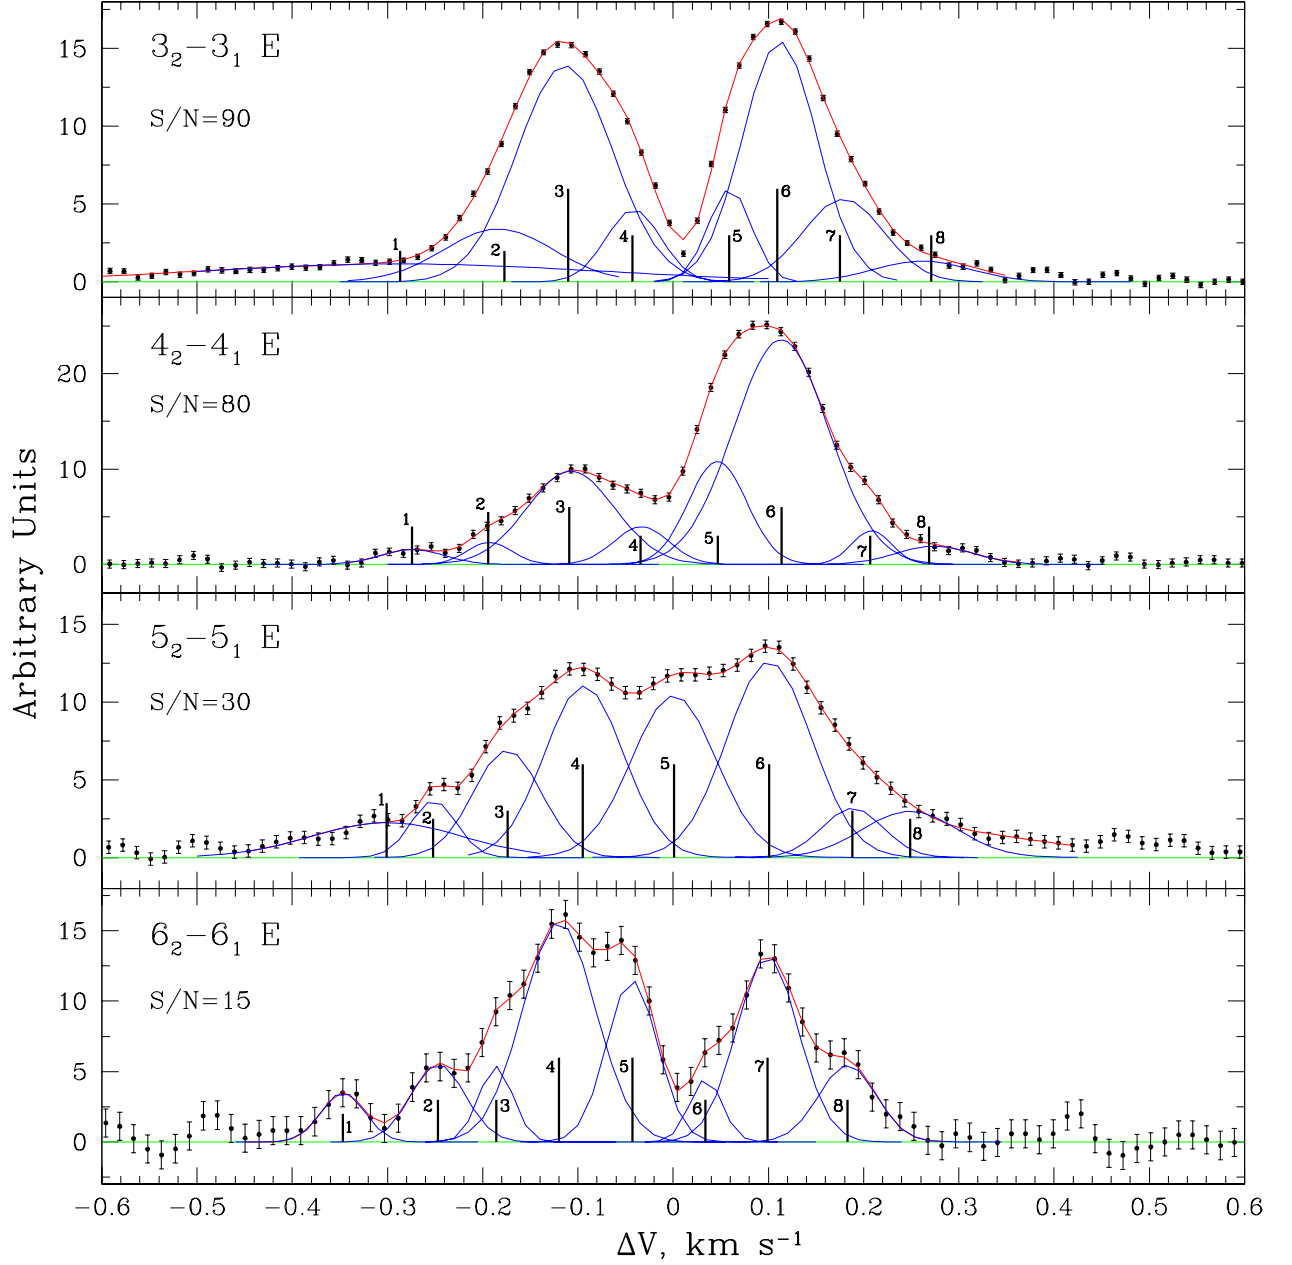 3₂−3₁ E
S/N=90
15
10
5
0
1 2 3 4 5 6 7 8
4₂−4₁ E
S/N=80
20
10
0
1 2 3 4 5 6 7 8
5₂−5₁ E
S/N=30
15
10
5
0
1 2 3 4 5 6 7 8
6₂−6₁ E
S/N=15
15
10
5
0
1 2 3 4 5 6 7 8
Arbitrary Units
−0.6 −0.5 −0.4 −0.3 −0.2 −0.1 0 0.1 0.2 0.3 0.4 0.5 0.6
ΔV, km s⁻¹